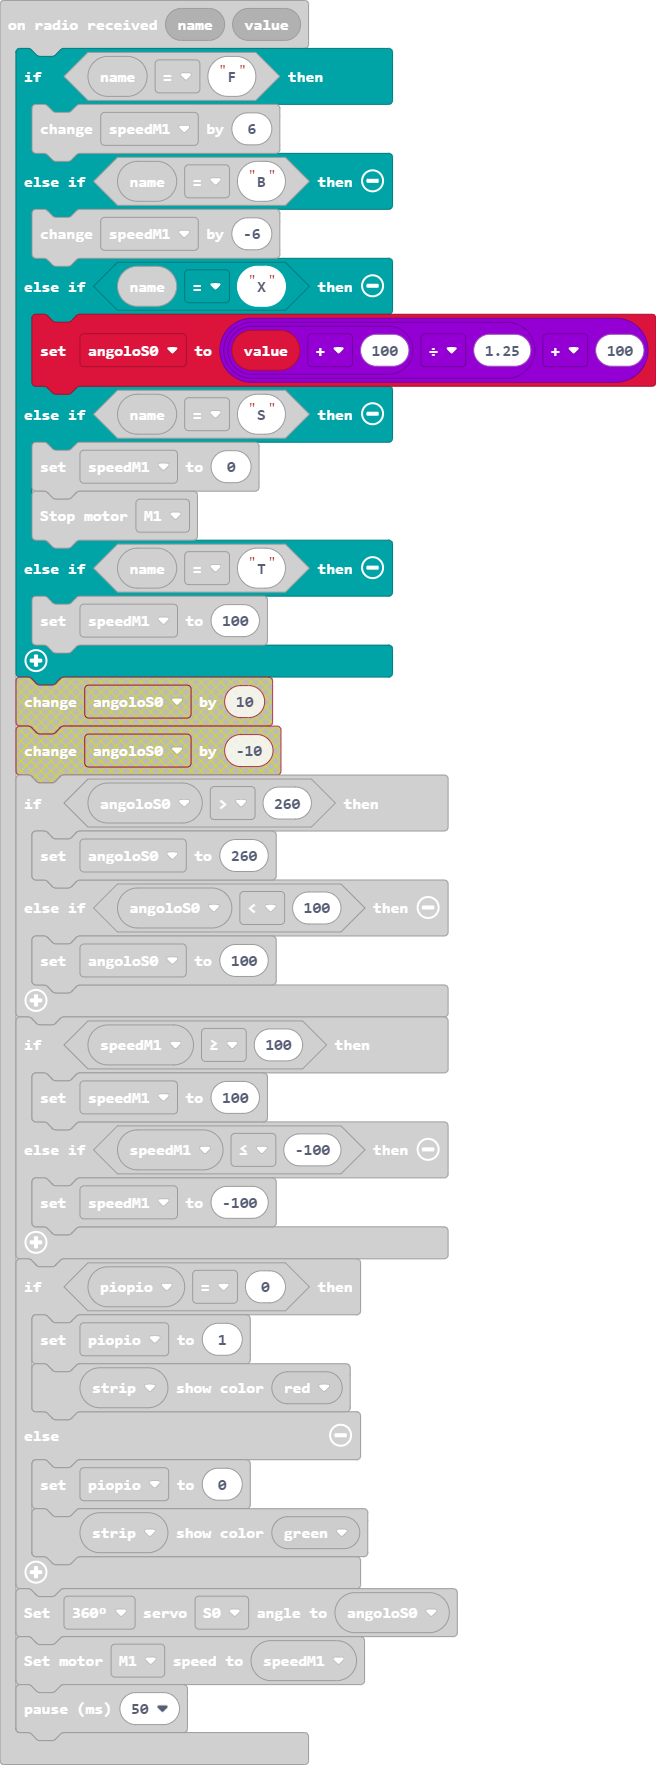 on radio received name value
if name = "F" then
change speedM1 by 6
else if name = "B" then
change speedM1 by -6
else if name = "X" then
set angoloS0 to value + 100 ÷ 1.25 + 100
else if name = "S" then
set speedM1 to 0
Stop motor M1
else if name = "T" then
set speedM1 to 100
change angoloS0 by 10
change angoloS0 by -10
if angoloS0 > 260 then
set angoloS0 to 260
else if angoloS0 < 100 then
set angoloS0 to 100
if speedM1 ≥ 100 then
set speedM1 to 100
else if speedM1 ≤ -100 then
set speedM1 to -100
if piopio = 0 then
set piopio to 1
strip show color red
else
set piopio to 0
strip show color green
Set 360° servo S0 angle to angoloS0
Set motor M1 speed to speedM1
pause (ms) 50